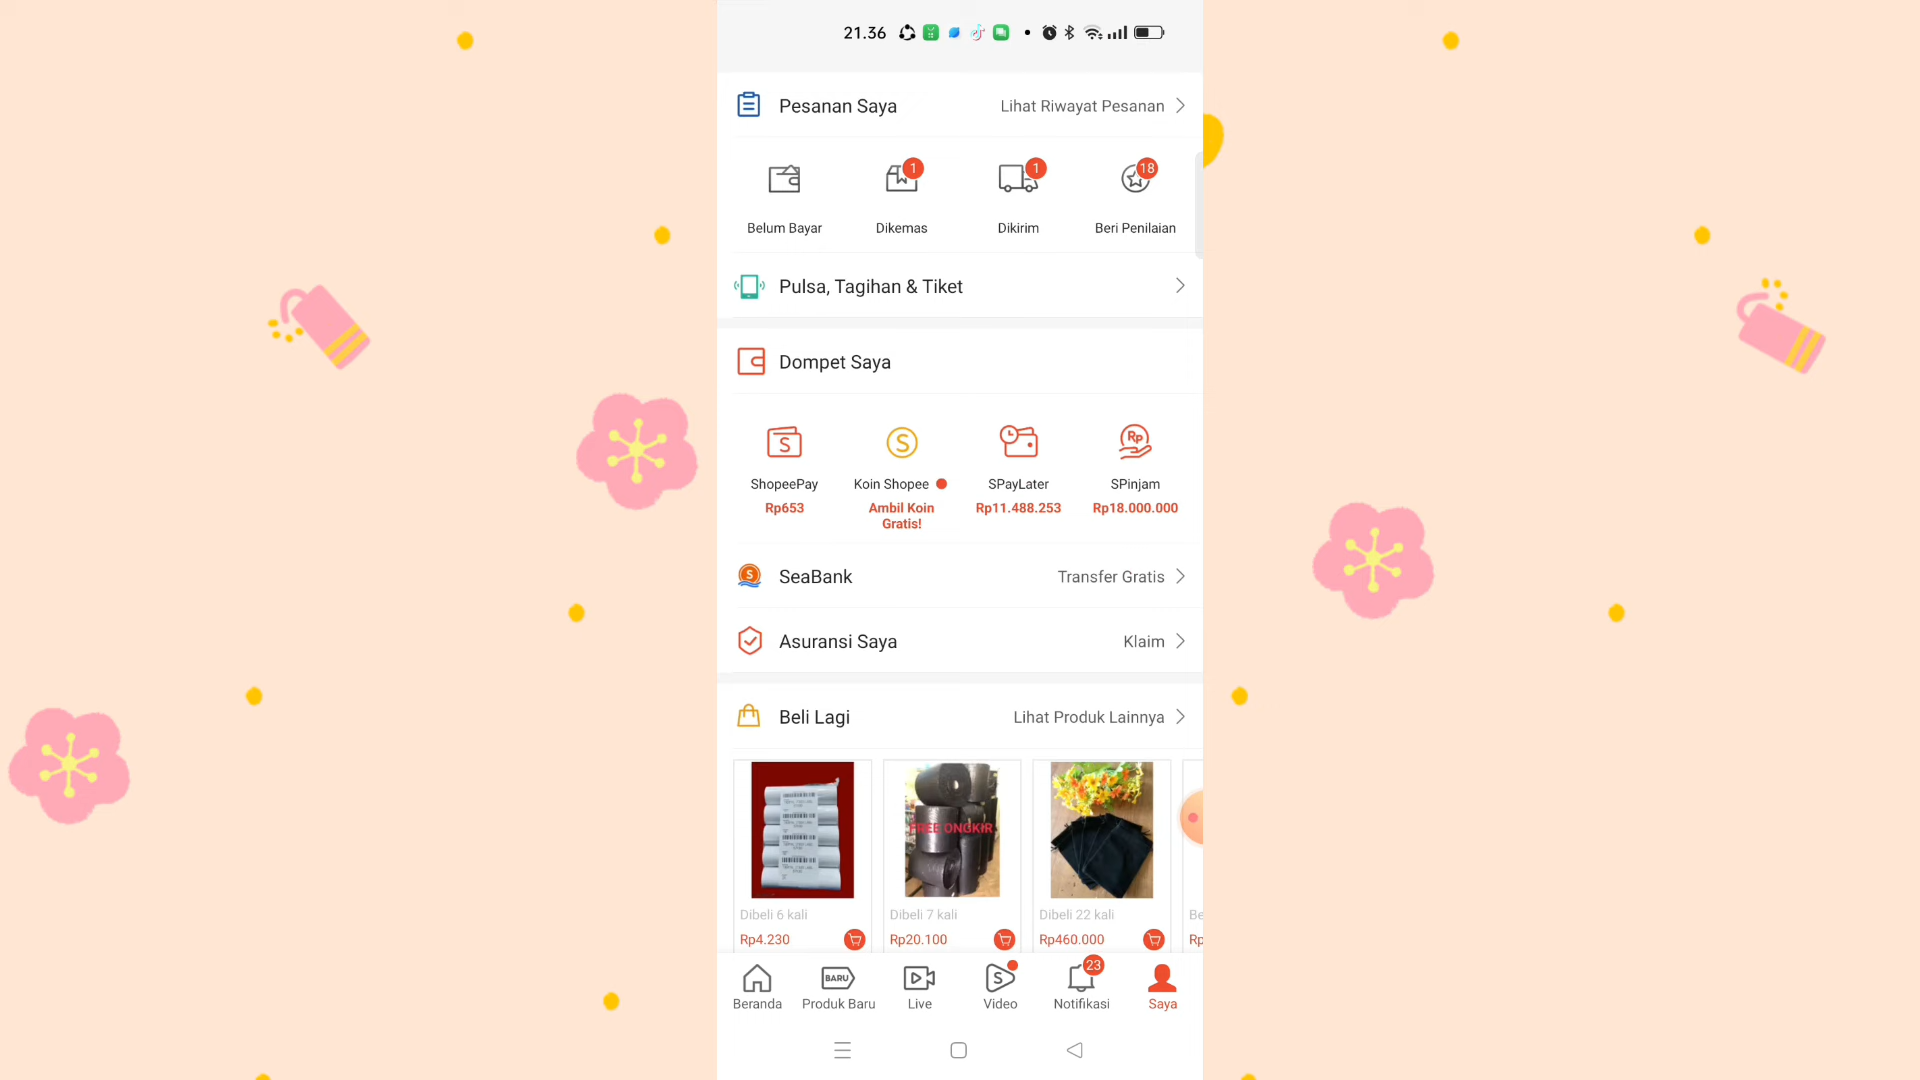 21.36
Pesanan Saya
Lihat Riwayat Pesanan
1
1
18
Belum Bayar
Dikemas
Dikirim
Beri Penilaian
Pulsa, Tagihan & Tiket
Dompet Saya
ShopeePay
Rp653
Koin Shopee
Ambil Koin
Gratis!
SPayLater
Rp11.488.253
SPinjam
Rp18.000.000
SeaBank
Transfer Gratis
Asuransi Saya
Klaim
Beli Lagi
Lihat Produk Lainnya
FREE ONGKIR
Dibeli 6 kali
Rp4.230
Dibeli 7 kali
Rp20.100
Dibeli 22 kali
Rp460.000
Be
Rp
Beranda
BARU
Produk Baru
Live
Video
23
Notifikasi
Saya